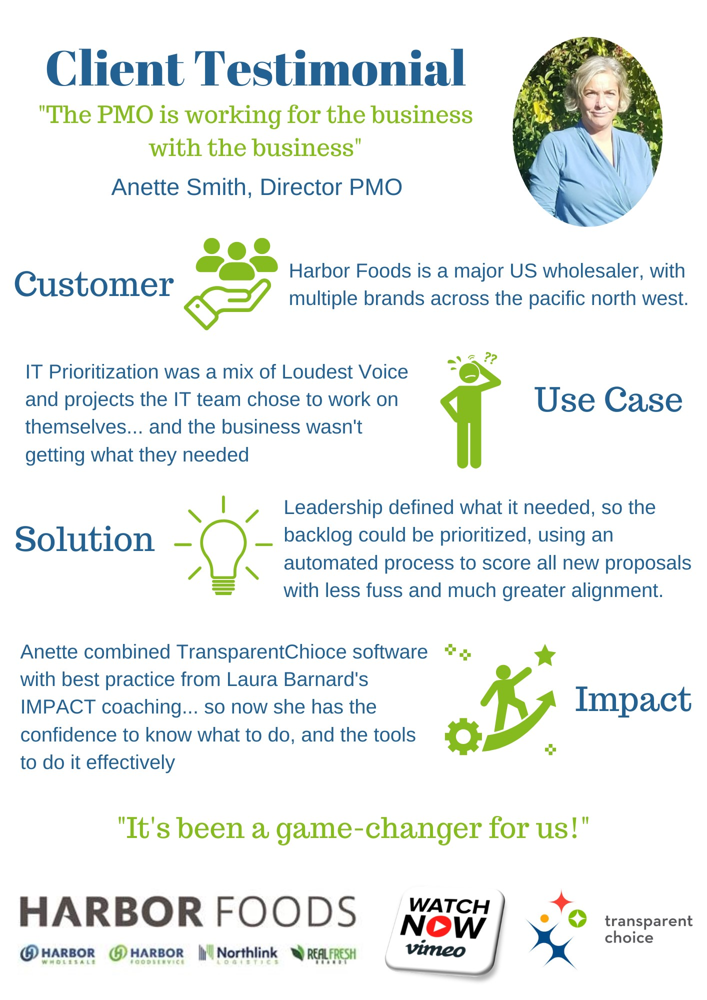 Client Testimonial
"The PMO is working for the business
with the business"
Anette Smith, Director PMO
Customer
Harbor Foods is a major US wholesaler, with
multiple brands across the pacific north west.
IT Prioritization was a mix of Loudest Voice
and projects the IT team chose to work on
themselves... and the business wasn't
getting what they needed
??
Use Case
Solution
Leadership defined what it needed, so the
backlog could be prioritized, using an
automated process to score all new proposals
with less fuss and much greater alignment.
Anette combined TransparentChioce software
with best practice from Laura Barnard's
IMPACT coaching... so now she has the
confidence to know what to do, and the tools
to do it effectively
Impact
"It's been a game-changer for us!"
HARBOR FOODS
HARBOR
WHOLESALE
HARBOR
FOODSERVICE
Northlink
LOGISTICS
REALFRESH
BRANDS
WATCH
NOW
vimeo
transparent
choice